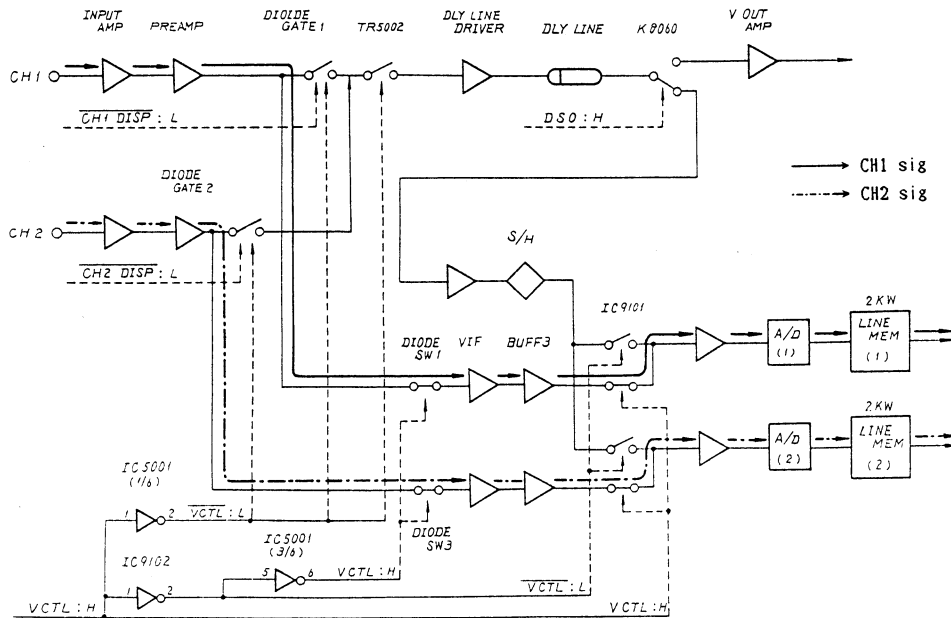 INPUT AMP
PREAMP
DIOIDE GATE 1
TR5002
DLY LINE DRIVER
DLY LINE
K9060
V OUT AMP
CH1
CH1 DISP : L
DSO : H
CH1 sig
CH2 sig
DIODE GATE 2
CH2
CH2 DISP : L
S/H
IC9101
2KW
DIODE SW1
VIF
BUFF3
A/D (1)
LINE MEM (1)
2KW
A/D (2)
LINE MEM (2)
IC5001 (1/6)
1
2
VCTL : L
DIODE SW3
IC5001 (3/6)
IC9102
5
6
VCTL : H
1
2
VCTL : L
VCTL : H
VCTL : H